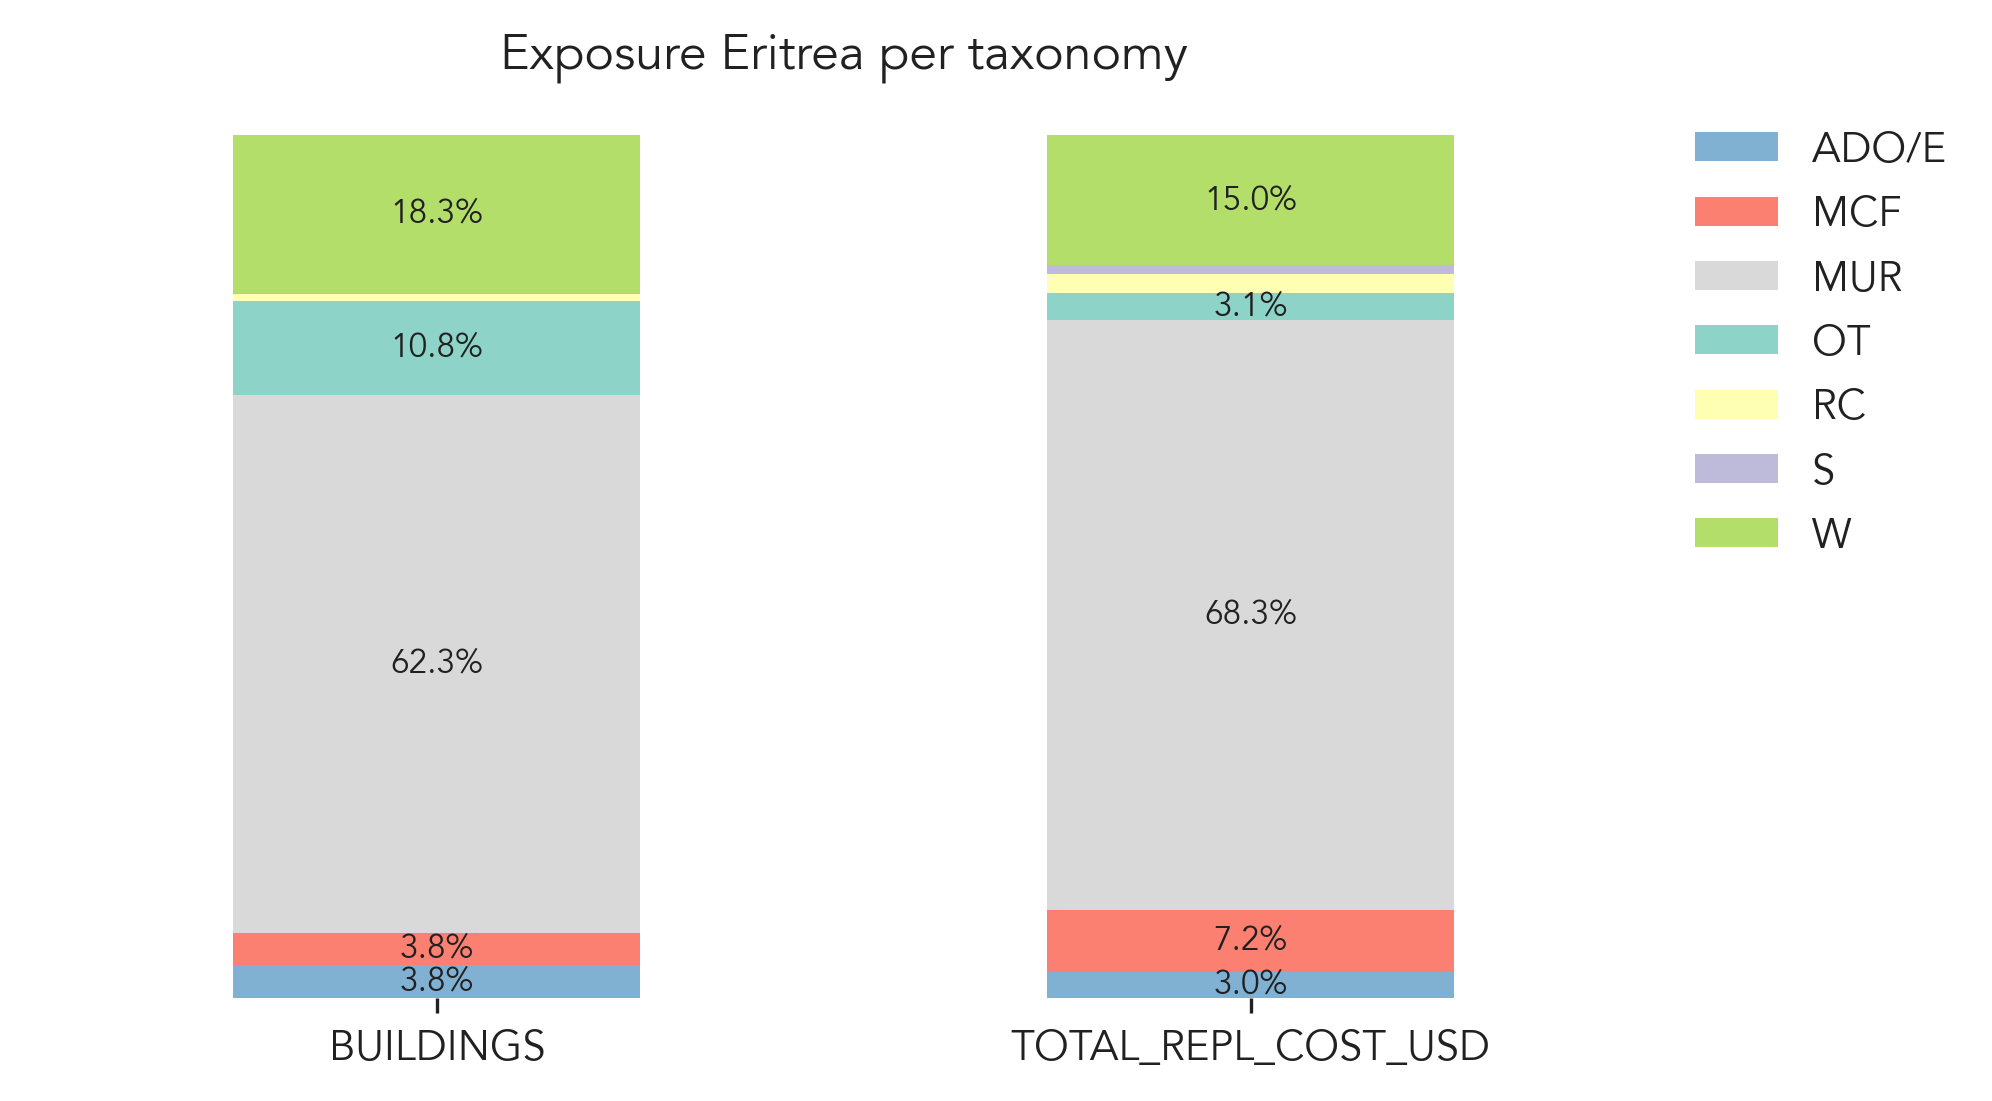 Exposure Eritrea per taxonomy
18.3%
10.8%
62.3%
3.8%
3.8%
BUILDINGS
15.0%
3.1%
68.3%
7.2%
3.0%
TOTAL_REPL_COST_USD
ADO/E
MCF
MUR
OT
RC
S
W